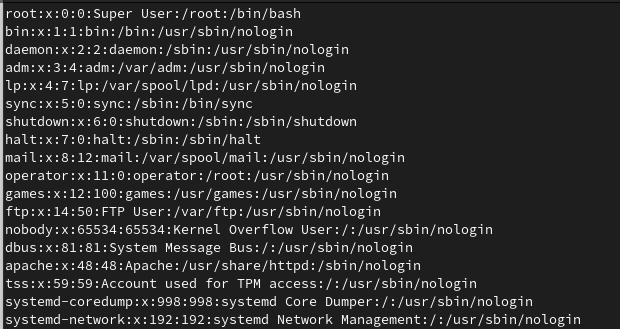 root:x:0:0:Super User:/root:/bin/bash
bin:x:1:1:bin:/bin:/usr/sbin/nologin
daemon:x:2:2:daemon:/sbin:/usr/sbin/nologin
adm:x:3:4:adm:/var/adm:/usr/sbin/nologin
lp:x:4:7:lp:/var/spool/lpd:/usr/sbin/nologin
sync:x:5:0:sync:/sbin:/bin/sync
shutdown:x:6:0:shutdown:/sbin:/sbin/shutdown
halt:x:7:0:halt:/sbin:/sbin/halt
mail:x:8:12:mail:/var/spool/mail:/usr/sbin/nologin
operator:x:11:0:operator:/root:/usr/sbin/nologin
games:x:12:100:games:/usr/games:/usr/sbin/nologin
ftp:x:14:50:FTP User:/var/ftp:/usr/sbin/nologin
nobody:x:65534:65534:Kernel Overflow User:/:/usr/sbin/nologin
dbus:x:81:81:System Message Bus:/:/usr/sbin/nologin
apache:x:48:48:Apache:/usr/share/httpd:/sbin/nologin
tss:x:59:59:Account used for TPM access:/:/usr/sbin/nologin
systemd-coredump:x:998:998:systemd Core Dumper:/:/usr/sbin/nologin
systemd-network:x:192:192:systemd Network Management:/:/usr/sbin/nologin